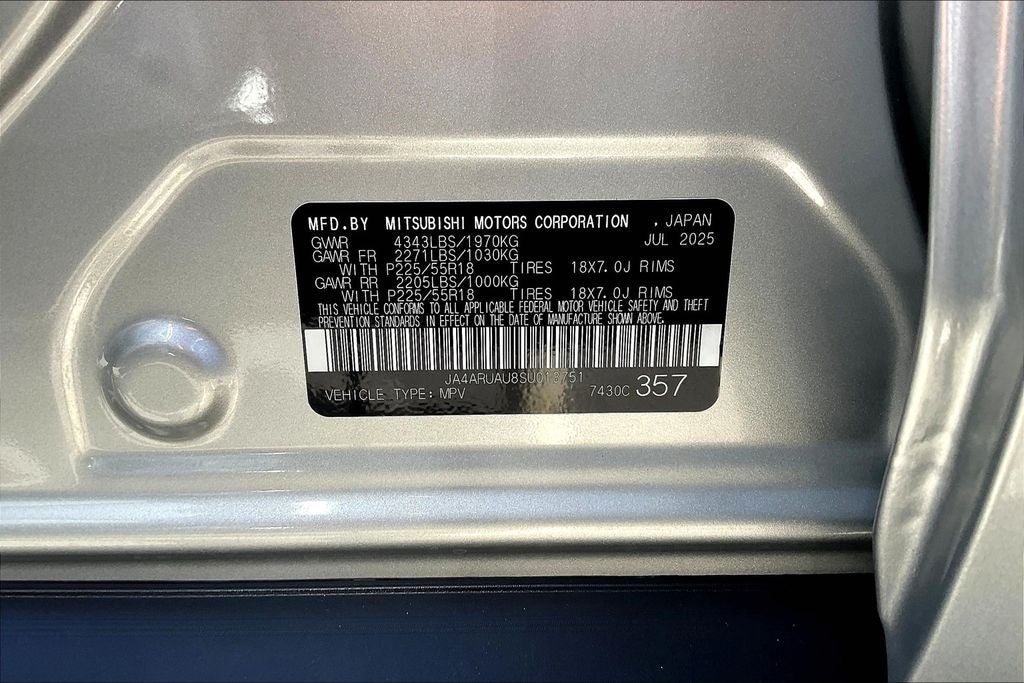 MFD.BY MITSUBISHI MOTORS CORPORATION , JAPAN
GVWR 4343LBS/1970KG JUL 2025
GAWR FR 2271LBS/1030KG
WITH P225/55R18 TIRES 18X7.0J RIMS
GAWR RR 2205LBS/1000KG
WITH P225/55R18 TIRES 18X7.0J RIMS
THIS VEHICLE CONFORMS TO ALL APPLICABLE FEDERAL MOTOR VEHICLE SAFETY AND THEFT
PREVENTION STANDARDS IN EFFECT ON THE DATE OF MANUFACTURE SHOWN ABOVE.
JA4ARUAU8SU018751
VEHICLE TYPE: MPV 7430C 357